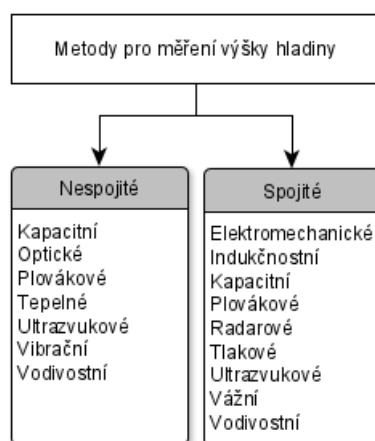 Metody pro měření výšky hladiny
Nespojité
Kapacitní
Optické
Plovákové
Tepelné
Ultrazvukové
Vibrační
Vodivostní
Spojité
Elektromechanické
Indukčnostní
Kapacitní
Plovákové
Radarové
Tlakové
Ultrazvukové
Vážní
Vodivostní